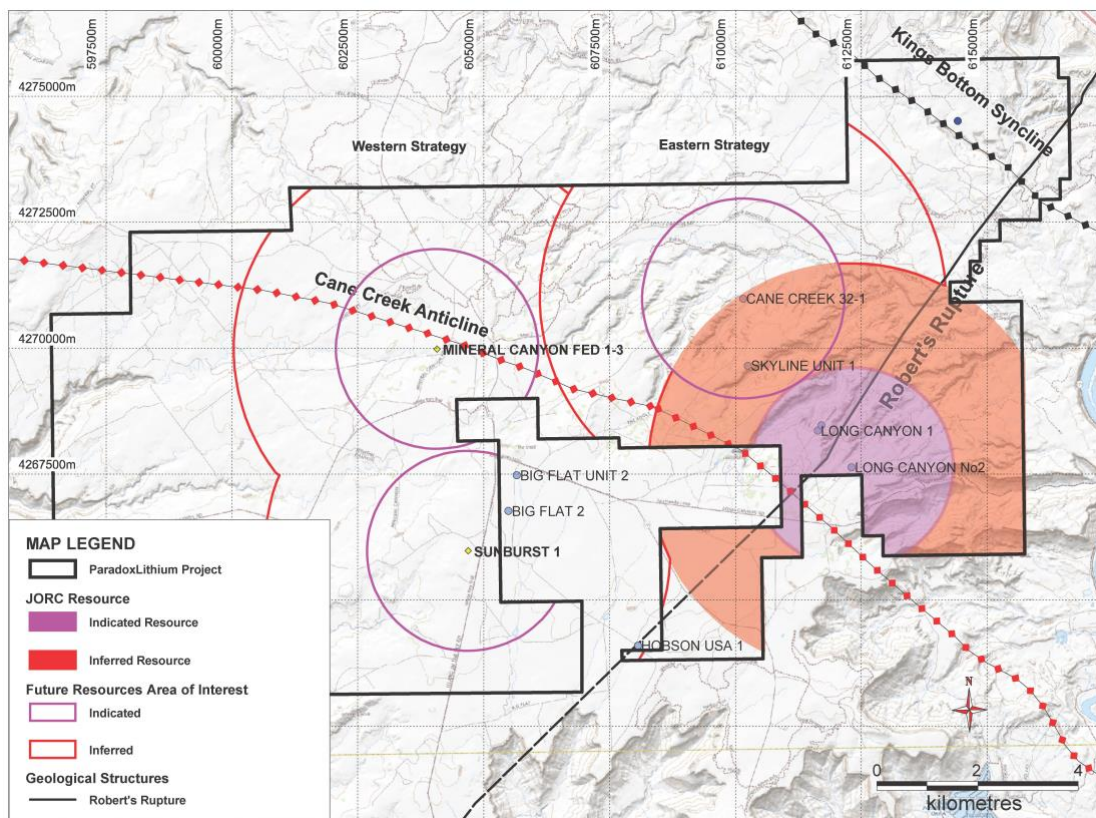 597500m
600000m
602500m
605000m
607500m
610000m
612500m
615000m
4275000m
4272500m
4270000m
4267500m
Kings Bottom Syncline
Western Strategy
Eastern Strategy
Cane Creek Anticline
CANE CREEK 32-1
MINERAL CANYON FED 1-3
SKYLINE UNIT 1
Robert's Rupture
LONG CANYON 1
LONG CANYON No2
BIG FLAT UNIT 2
BIG FLAT 2
SUNBURST 1
HOBSON USA 1
MAP LEGEND
ParadoxLithium Project
JORC Resource
Indicated Resource
Inferred Resource
Future Resources Area of Interest
Indicated
Inferred
Geological Structures
Robert's Rupture
N
0 2 4
kilometres